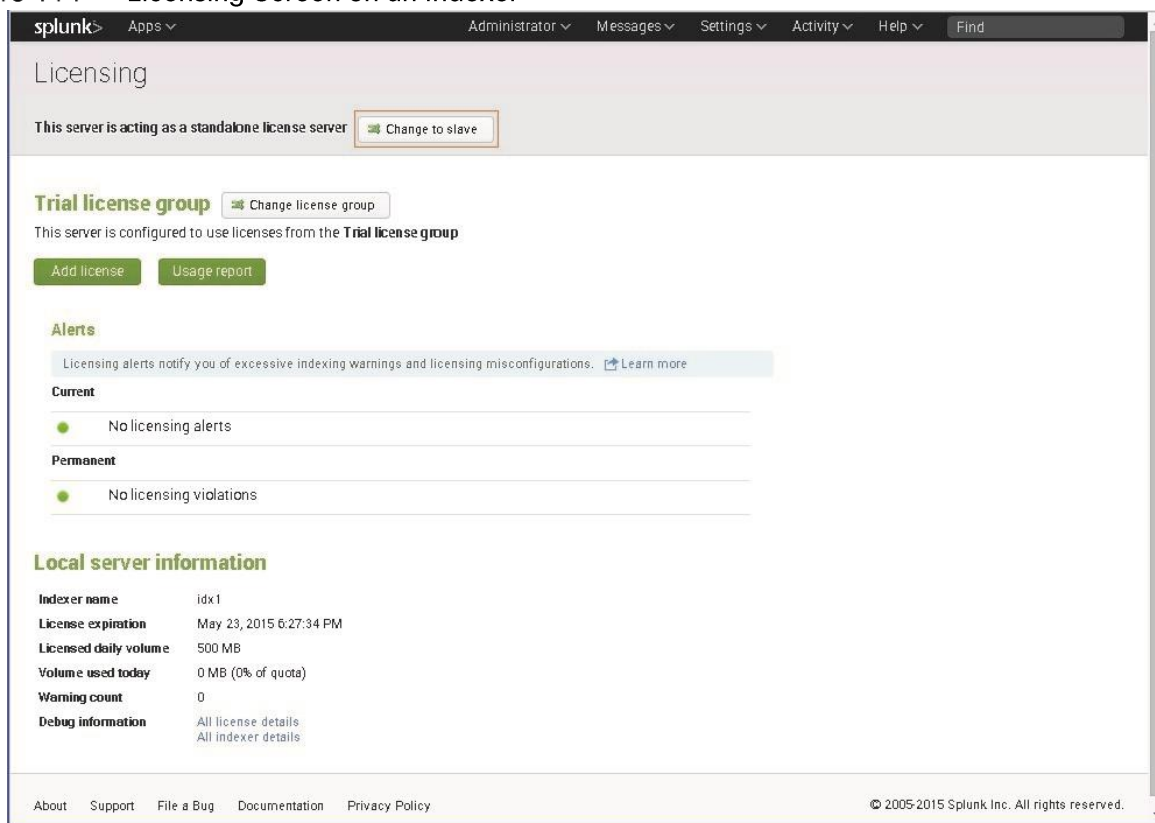 Licensing Screen on an Indexer
splunk> Apps Administrator Messages Settings Activity Help Find
Licensing
This server is acting as a standalone license server Change to slave
Trial license group Change license group
This server is configured to use licenses from the Trial license group
Add license Usage report
Alerts
Licensing alerts notify you of excessive indexing warnings and licensing misconfigurations. Learn more
Current
No licensing alerts
Permanent
No licensing violations
Local server information
Indexer name idx1
License expiration May 23, 2015 6:27:34 PM
Licensed daily volume 500 MB
Volume used today 0 MB (0% of quota)
Warning count 0
Debug information All license details
All indexer details
About Support File a Bug Documentation Privacy Policy © 2005-2015 Splunk Inc. All rights reserved.